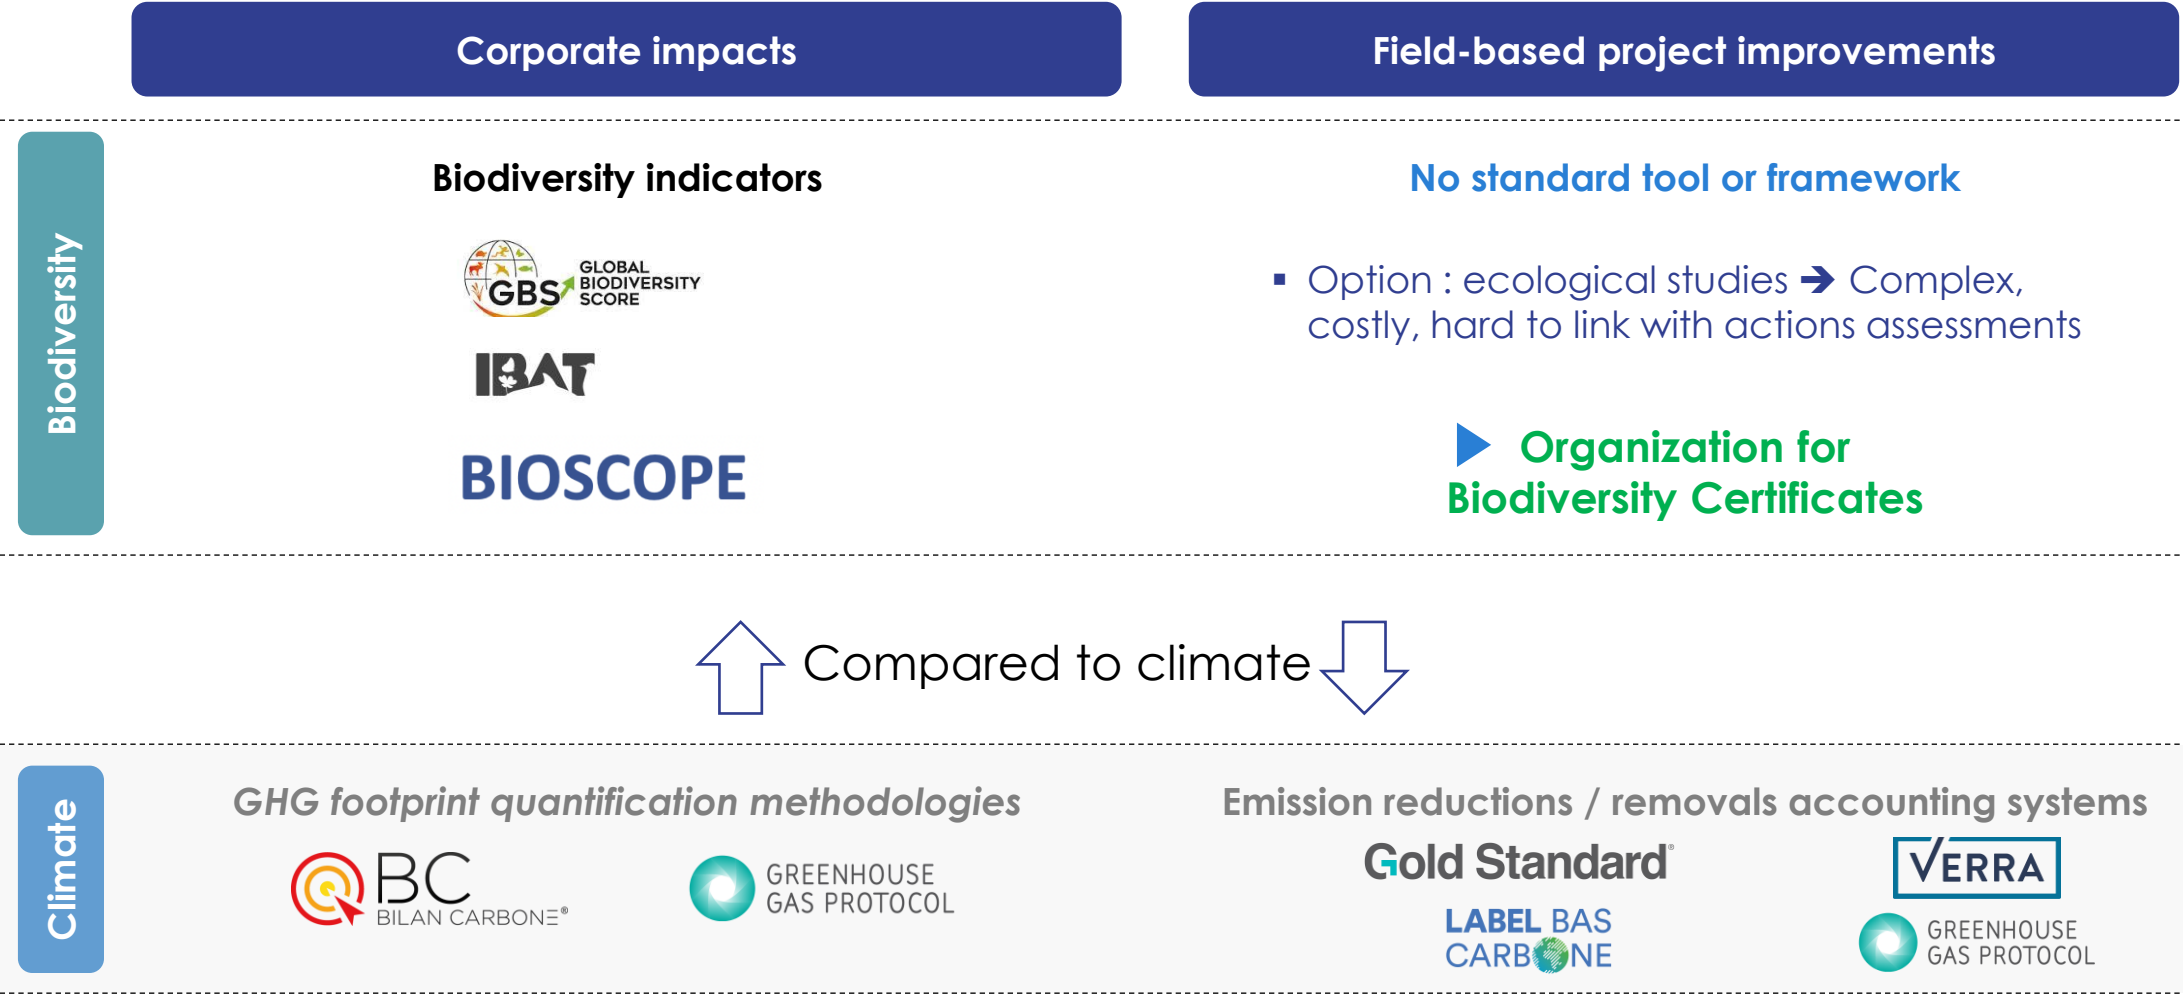 Corporate impacts
Field-based project improvements
Biodiversity
Biodiversity indicators
GBS
GLOBAL
BIODIVERSITY
SCORE
IBAT
BIOSCOPE
No standard tool or framework
▪ Option : ecological studies ➔ Complex,
costly, hard to link with actions assessments
Organization for
Biodiversity Certificates
Compared to climate
Climate
GHG footprint quantification methodologies
BC
BILAN CARBONE®
GREENHOUSE
GAS PROTOCOL
Emission reductions / removals accounting systems
Gold Standard®
VERRA
LABEL BAS
CARBONE
GREENHOUSE
GAS PROTOCOL